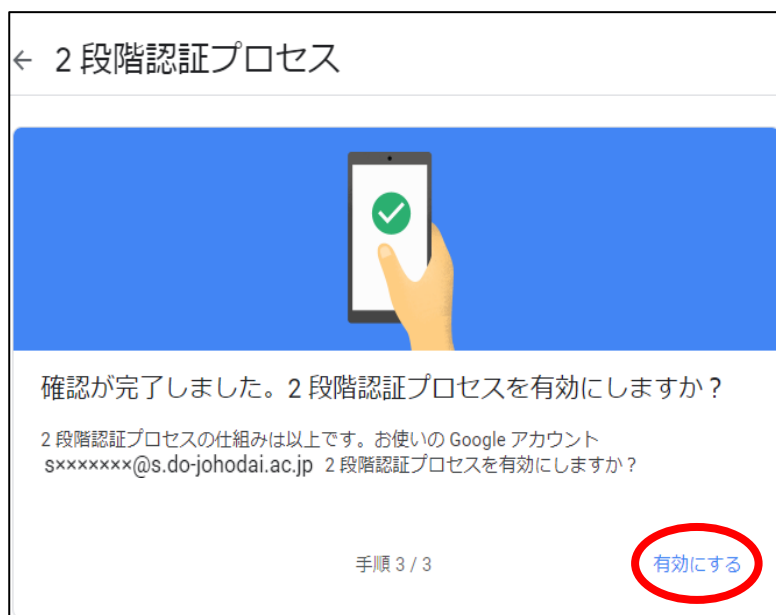 ← 2 段階認証プロセス
確認が完了しました。2 段階認証プロセスを有効にしますか？
2 段階認証プロセスの仕組みは以上です。お使いの Google アカウント
s×××××××@s.do-johodai.ac.jp 2 段階認証プロセスを有効にしますか？
手順 3 / 3 有効にする